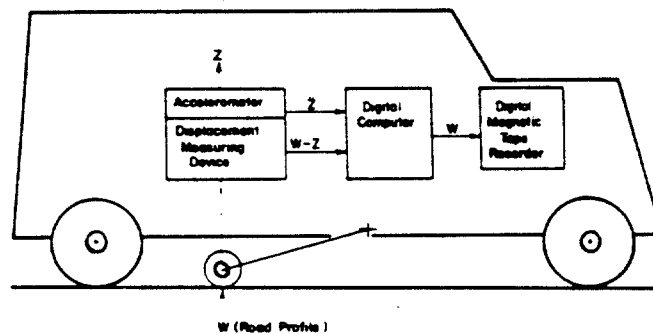 Z
Accelerometer
Z̈
Displacement
Measuring
Device
W-Z
Digital
Computer
W
Digital
Magnetic
Tape
Recorder
W (Road Profile)